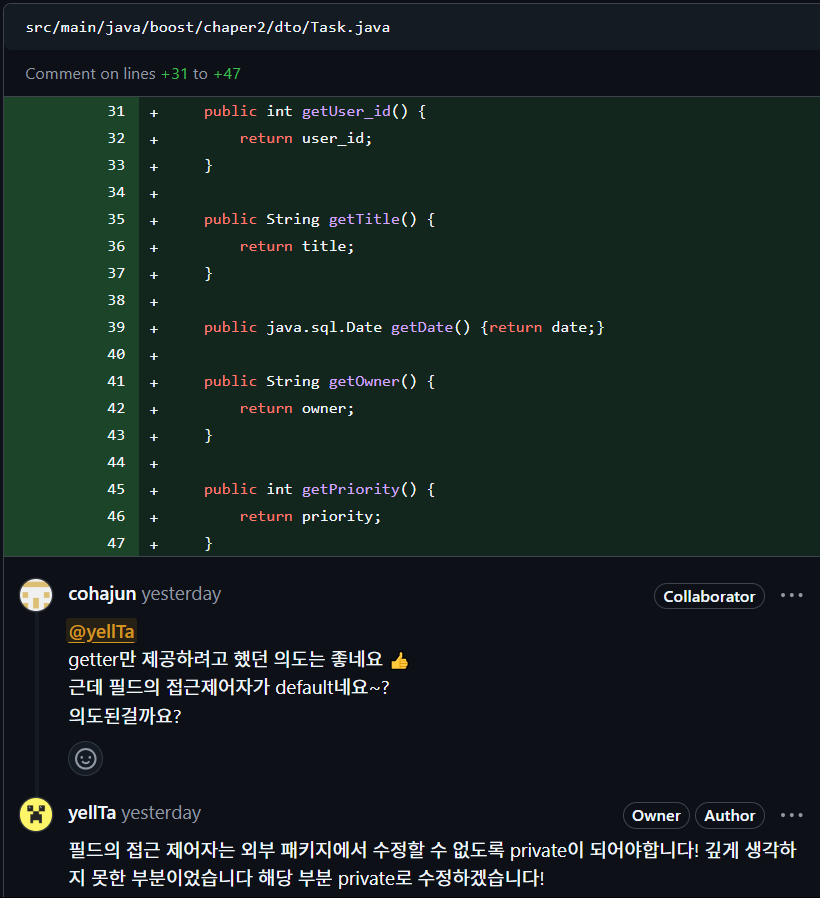 src/main/java/boost/chaper2/dto/Task.java
Comment on lines +31 to +47
31 + public int getUser_id() {
32 + return user_id;
33 + }
34 +
35 + public String getTitle() {
36 + return title;
37 + }
38 +
39 + public java.sql.Date getDate() {return date;}
40 +
41 + public String getOwner() {
42 + return owner;
43 + }
44 +
45 + public int getPriority() {
46 + return priority;
47 + }
cohajun yesterday Collaborator ...
@yellTa
getter만 제공하려고 했던 의도는 좋네요 👍
근데 필드의 접근제어자가 default네요~?
의도된걸까요?
yellTa yesterday Owner Author ...
필드의 접근 제어자는 외부 패키지에서 수정할 수 없도록 private이 되어야합니다! 깊게 생각하
지 못한 부분이었습니다 해당 부분 private로 수정하겠습니다!